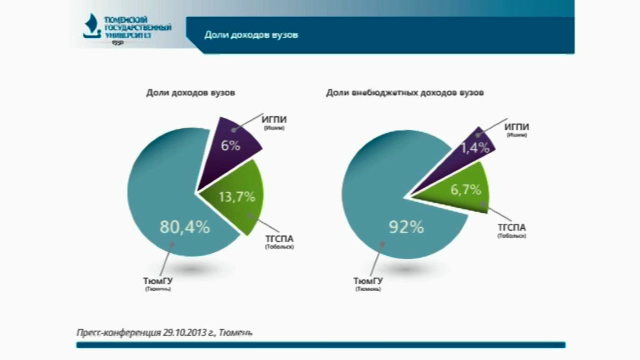 ТЮМЕНСКИЙ
ГОСУДАРСТВЕННЫЙ
УНИВЕРСИТЕТ
1930
Доли доходов вузов
Доли доходов вузов
ИГПИ
(Ишим)
6%
13,7%
80,4%
ТГСПА
(Тобольск)
ТюмГУ
(Тюмень)
Доли внебюджетных доходов вузов
ИГПИ
(Ишим)
1,4%
6,7%
92%
ТГСПА
(Тобольск)
ТюмГУ
(Тюмень)
Пресс-конференция 29.10.2013 г., Тюмень